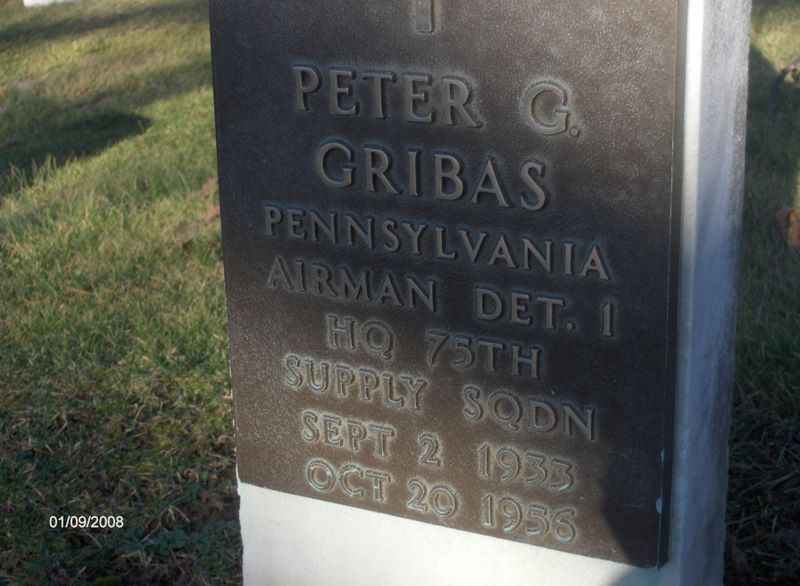 PETER G.
GRIBAS
PENNSYLVANIA
AIRMAN DET. 1
HQ 75TH
SUPPLY SQDN
SEPT 2 1933
OCT 20 1956
01/09/2008